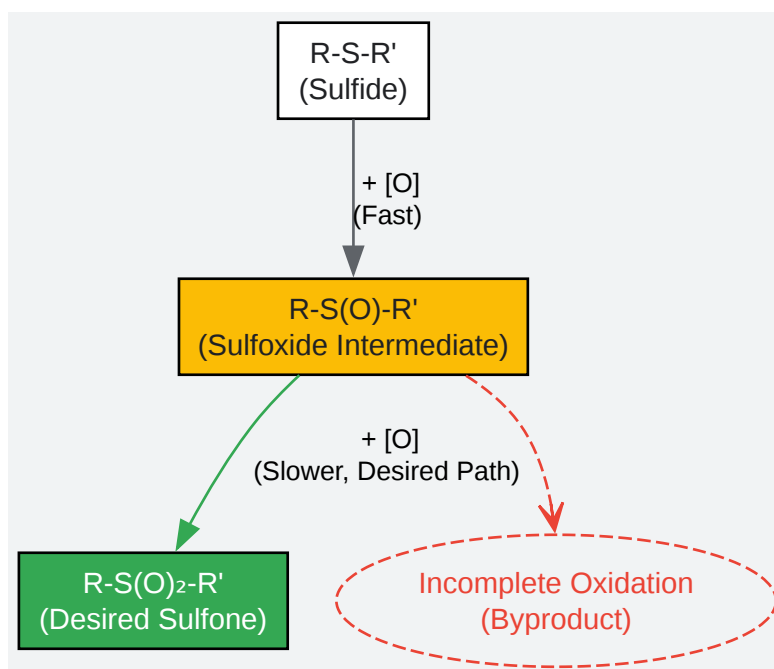 R-S-R'
(Sulfide)
+ [O]
(Fast)
R-S(O)-R'
(Sulfoxide Intermediate)
+ [O]
(Slower, Desired Path)
R-S(O)₂-R'
(Desired Sulfone)
Incomplete Oxidation
(Byproduct)